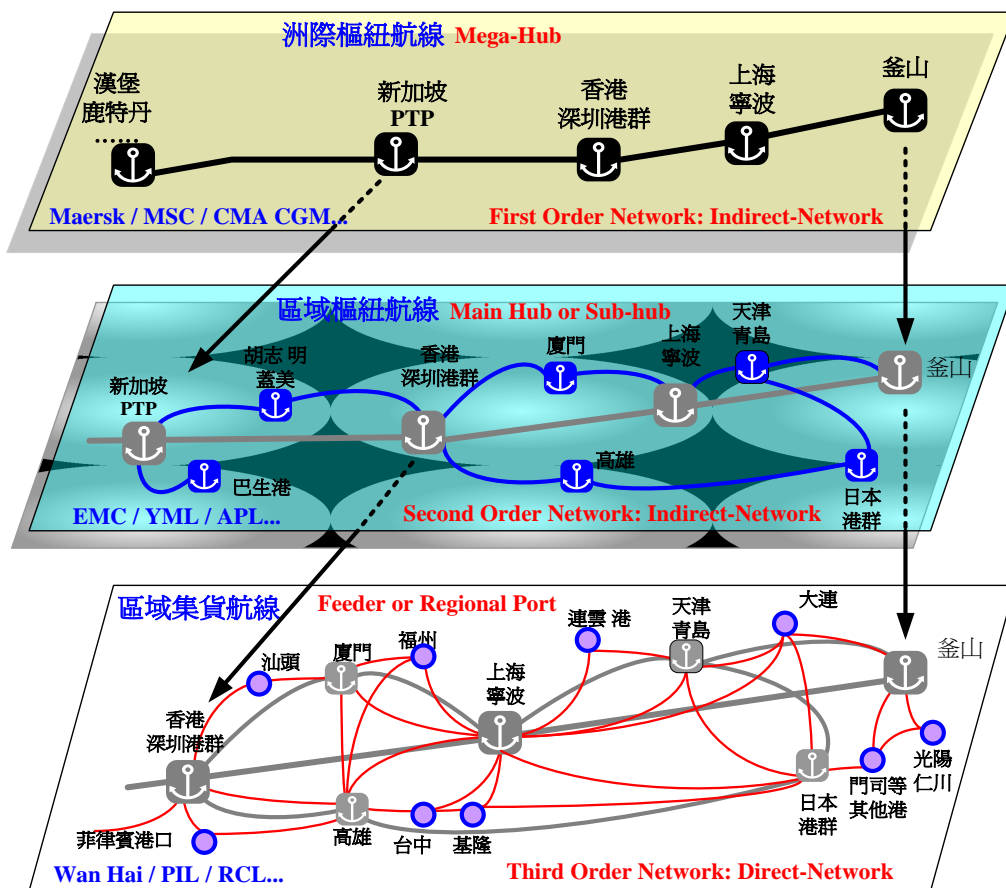 洲際樞紐航線 Mega-Hub
漢堡
鹿特丹
......
新加坡
PTP
香港
深圳港群
上海
寧波
釜山
Maersk / MSC / CMA CGM...
First Order Network: Indirect-Network
區域樞紐航線 Main Hub or Sub-hub
新加坡
PTP
胡志 明
蓋美
香港
深圳港群
廈門
上海
寧波
天津
青島
釜山
巴生港
高雄
日本
港群
EMC / YML / APL...
Second Order Network: Indirect-Network
區域集貨航線
Feeder or Regional Port
香港
深圳港群
汕頭
廈門
福州
上海
寧波
連雲 港
天津
青島
大連
釜山
菲律賓港口
高雄
台中
基隆
日本
港群
門司等
其他港
光陽
仁川
Wan Hai / PIL / RCL...
Third Order Network: Direct-Network